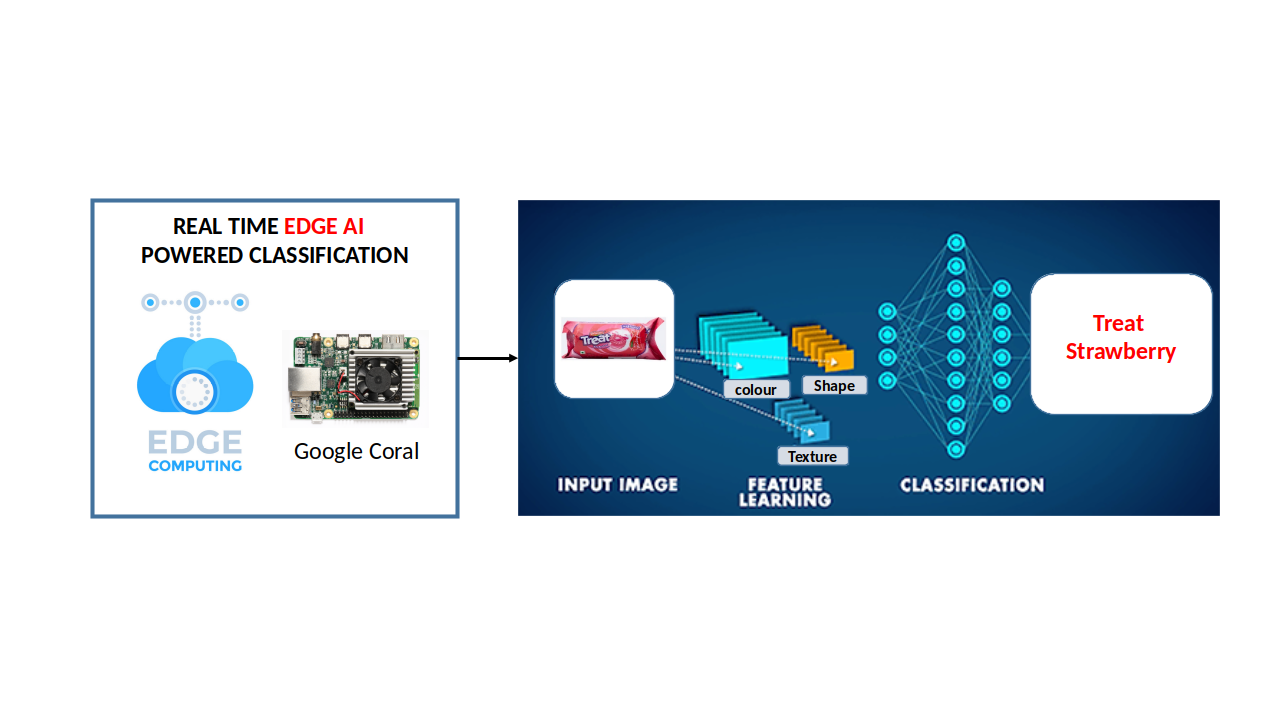 REAL TIME EDGE AI
POWERED CLASSIFICATION
EDGE
COMPUTING
Google Coral
Treat
colour
Shape
Texture
INPUT IMAGE
FEATURE
LEARNING
CLASSIFICATION
Treat
Strawberry